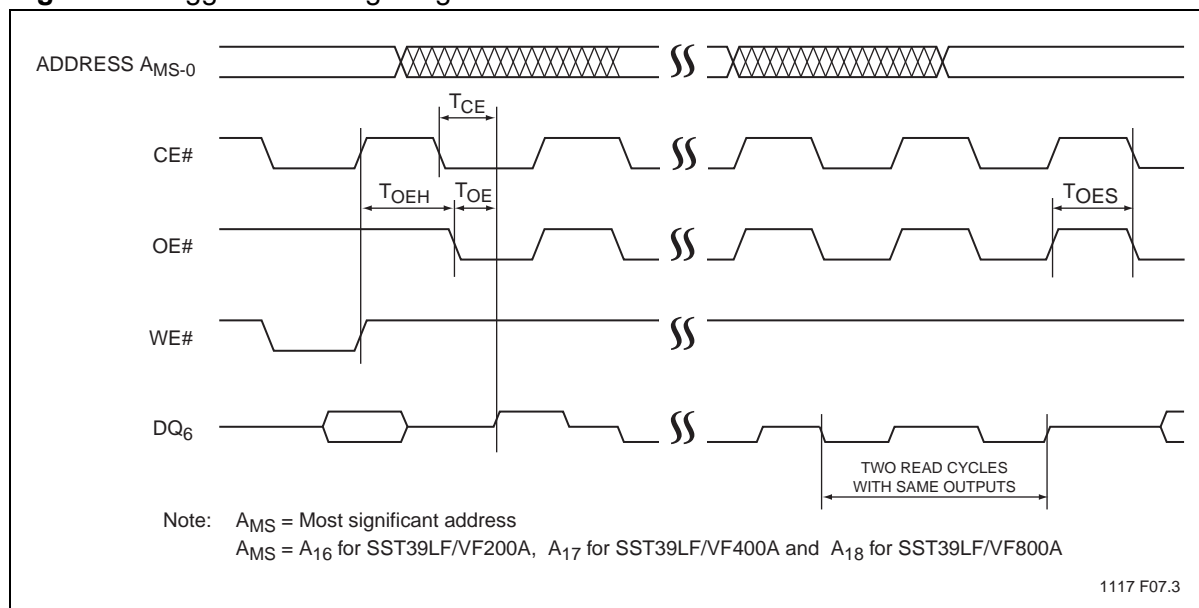 ADDRESS AMS-0
TCE
CE#
TOEH TOE TOES
OE#
WE#
DQ6
TWO READ CYCLES
WITH SAME OUTPUTS
Note: AMS = Most significant address
AMS = A16 for SST39LF/VF200A, A17 for SST39LF/VF400A and A18 for SST39LF/VF800A
1117 F07.3